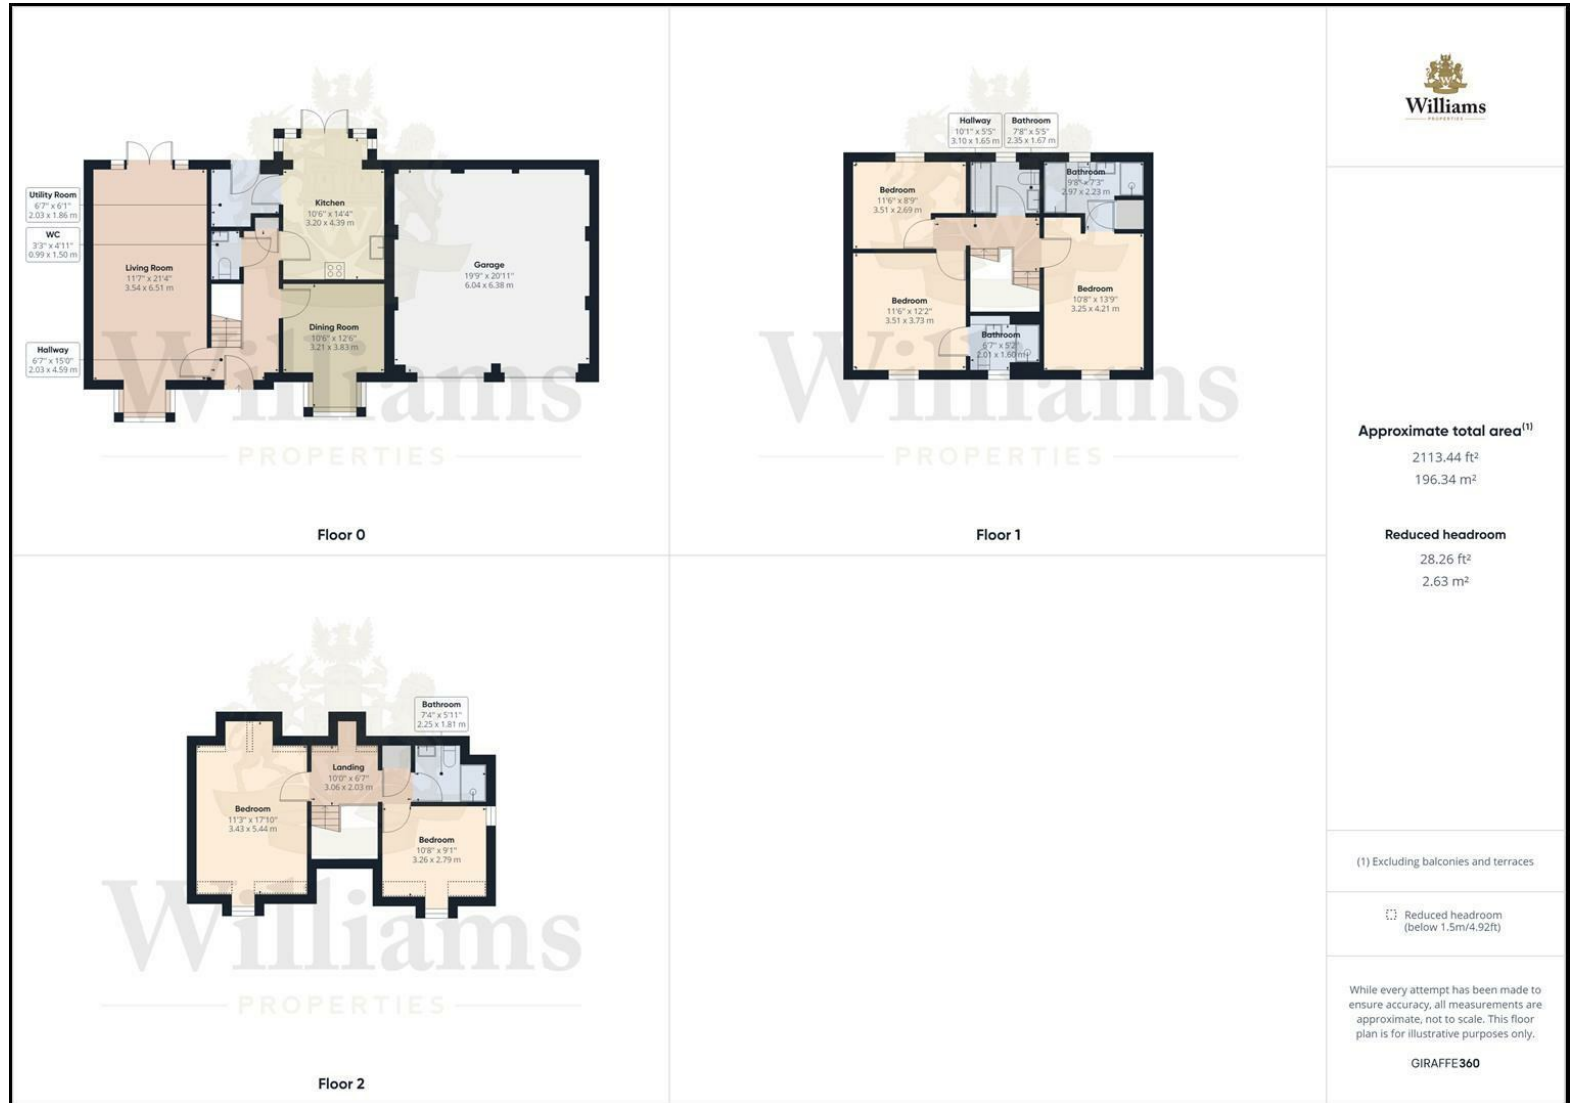 Utility Room
6'7" x 6'1"
2.03 x 1.86 m
WC
3'3" x 4'11"
0.99 x 1.50 m
Living Room
11'7" x 21'4"
3.54 x 6.51 m
Hallway
6'7" x 15'0"
2.03 x 4.59 m
Kitchen
10'6" x 14'4"
3.20 x 4.39 m
Dining Room
10'6" x 12'6"
3.21 x 3.83 m
Garage
19'9" x 20'11"
6.04 x 6.38 m
Williams
PROPERTIES
Floor 0
Hallway
10'1" x 5'5"
3.10 x 1.65 m
Bathroom
7'8" x 5'5"
2.35 x 1.67 m
Bedroom
11'6" x 8'9"
3.51 x 2.69 m
Bathroom
9'8" x 7'3"
2.97 x 2.23 m
Bedroom
11'6" x 12'2"
3.51 x 3.73 m
Bedroom
10'8" x 13'9"
3.25 x 4.21 m
Bathroom
6'7" x 5'2"
2.01 x 1.60 m
Williams
PROPERTIES
Floor 1
Bathroom
7'4" x 5'11"
2.25 x 1.81 m
Landing
10'0" x 6'7"
3.06 x 2.03 m
Bedroom
11'3" x 17'10"
3.43 x 5.44 m
Bedroom
10'8" x 9'1"
3.26 x 2.79 m
Williams
PROPERTIES
Floor 2
Williams
PROPERTIES
Approximate total area(1)
2113.44 ft²
196.34 m²
Reduced headroom
28.26 ft²
2.63 m²
(1) Excluding balconies and terraces
Reduced headroom
(below 1.5m/4.92ft)
While every attempt has been made to
ensure accuracy, all measurements are
approximate, not to scale. This floor
plan is for illustrative purposes only.
GIRAFFE360